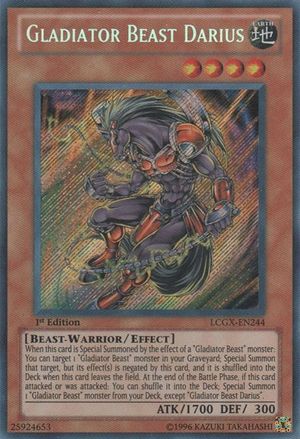 GLADIATOR BEAST DARIUS
EARTH
地
1st Edition
LCGX-EN244
[BEAST-WARRIOR/EFFECT]
When this card is Special Summoned by the effect of a "Gladiator Beast" monster:
You can target 1 "Gladiator Beast" monster in your Graveyard; Special Summon
that target, but its effect(s) is negated by this card, and it is shuffled into
the Deck when this card leaves the field. At the end of the Battle Phase, if this card
attacked or was attacked: You can shuffle it into the Deck; Special Summon
1 "Gladiator Beast" monster from your Deck, except "Gladiator Beast Darius".
ATK/1700 DEF/ 300
25924653
©1996 KAZUKI TAKAHASHI